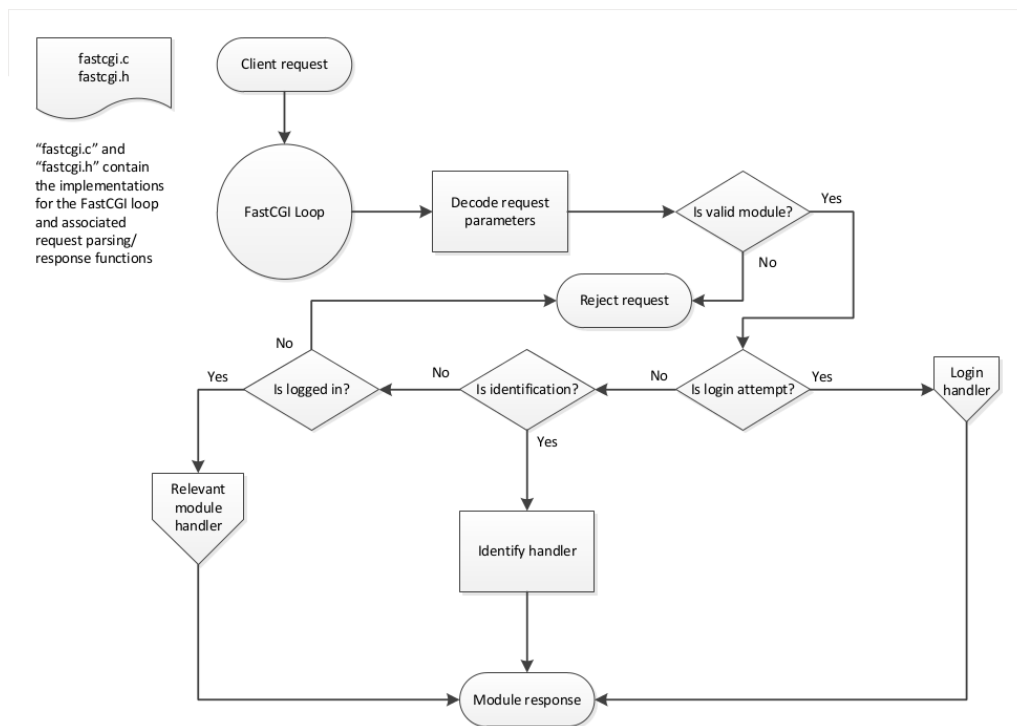 fastcgi.c
fastcgi.h
“fastcgi.c” and
“fastcgi.h” contain
the implementations
for the FastCGI loop
and associated
request parsing/
response functions
Client request
FastCGI Loop
Decode request
parameters
Is valid module?
Yes
No
Reject request
No
Yes
Is logged in?
No
Is identification?
No
Is login attempt?
Yes
Login
handler
Yes
Relevant
module
handler
Identify handler
Module response